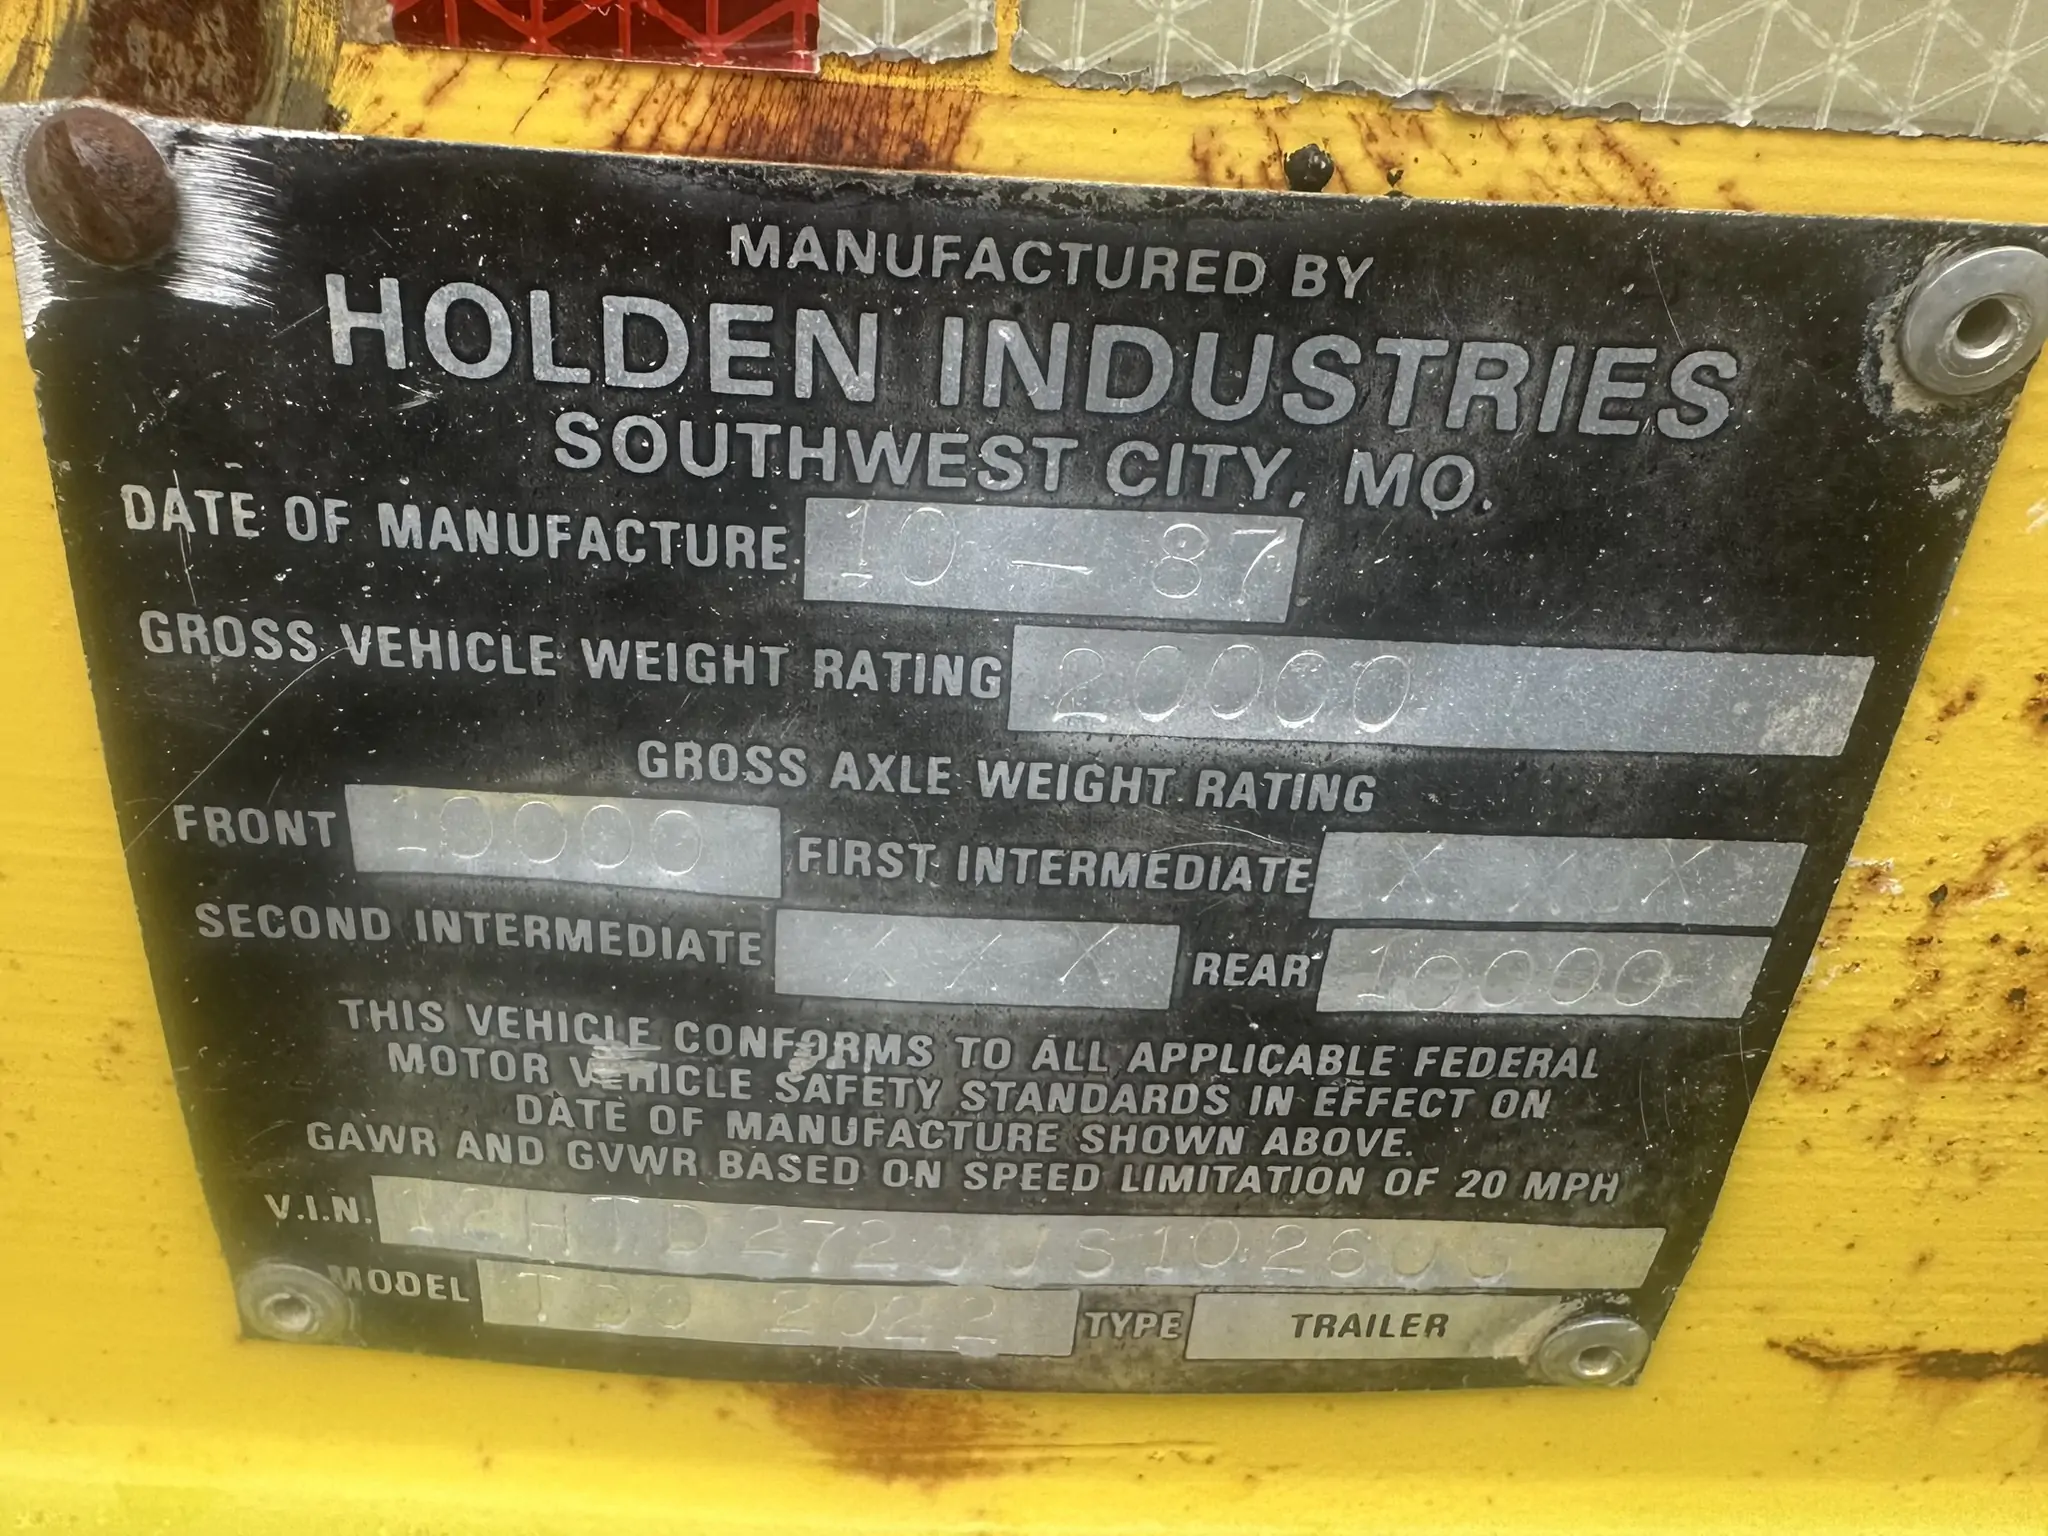 MANUFACTURED BY
HOLDEN INDUSTRIES
SOUTHWEST CITY, MO.
DATE OF MANUFACTURE 10 - 87
GROSS VEHICLE WEIGHT RATING 20000
GROSS AXLE WEIGHT RATING
FRONT 10000 FIRST INTERMEDIATE X X X
SECOND INTERMEDIATE X X X REAR 10000
THIS VEHICLE CONFORMS TO ALL APPLICABLE FEDERAL
MOTOR VEHICLE SAFETY STANDARDS IN EFFECT ON
DATE OF MANUFACTURE SHOWN ABOVE.
GAWR AND GVWR BASED ON SPEED LIMITATION OF 20 MPH
V.I.N.
MODEL 2022 TYPE TRAILER